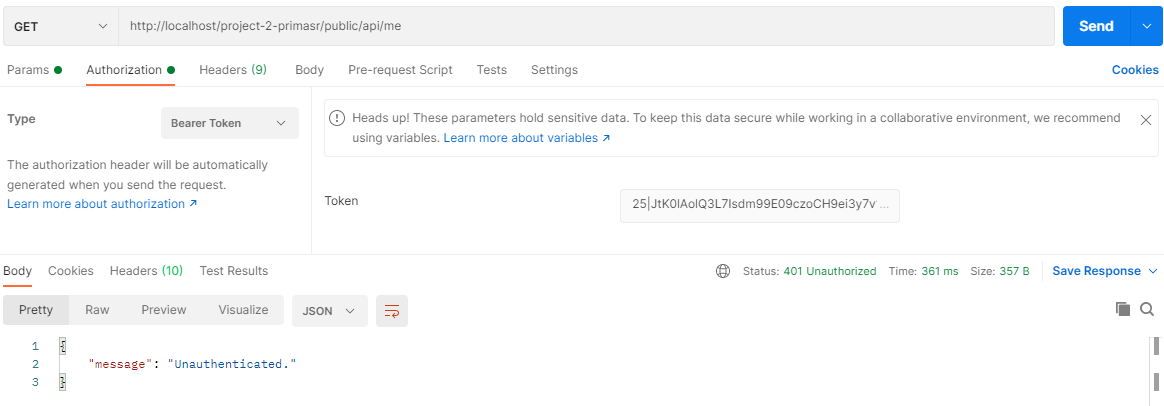 GET http://localhost/project-2-primasr/public/api/me Send
Params Authorization Headers (9) Body Pre-request Script Tests Settings Cookies
Type Bearer Token
The authorization header will be automatically
generated when you send the request.
Learn more about authorization ↗
! Heads up! These parameters hold sensitive data. To keep this data secure while working in a collaborative environment, we recommend
using variables. Learn more about variables ↗
Token 25|JtK0lAolQ3L7Isdm99E09czoCH9ei3y7v ...
Body Cookies Headers (10) Test Results Status: 401 Unauthorized Time: 361 ms Size: 357 B Save Response
Pretty Raw Preview Visualize JSON
1 {
2 "message": "Unauthenticated."
3 }